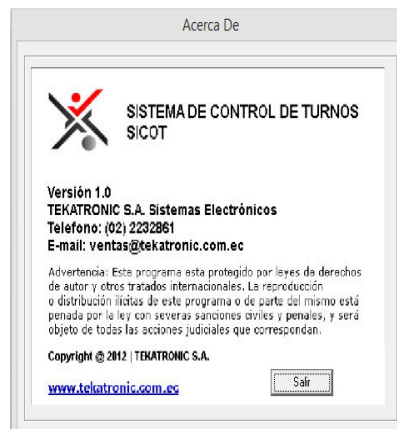 Acerca De
SISTEMA DE CONTROL DE TURNOS
SICOT
Versión 1.0
TEKATRONIC S.A. Sistemas Electrónicos
Telefono: (02) 2232861
E-mail: ventas@tekatronic.com.ec
Advertencia: Este programa esta protegido por leyes de derechos
de autor y otros tratados internacionales. La reproducción
o distribución ilícitas de este programa o de parte del mismo está
penada por la ley con severas sanciones civiles y penales, y será
objeto de todas las acciones judiciales que correspondan.
Copyright @ 2012 | TEKATRONIC S.A.
www.tekatronic.com.ec
Salir